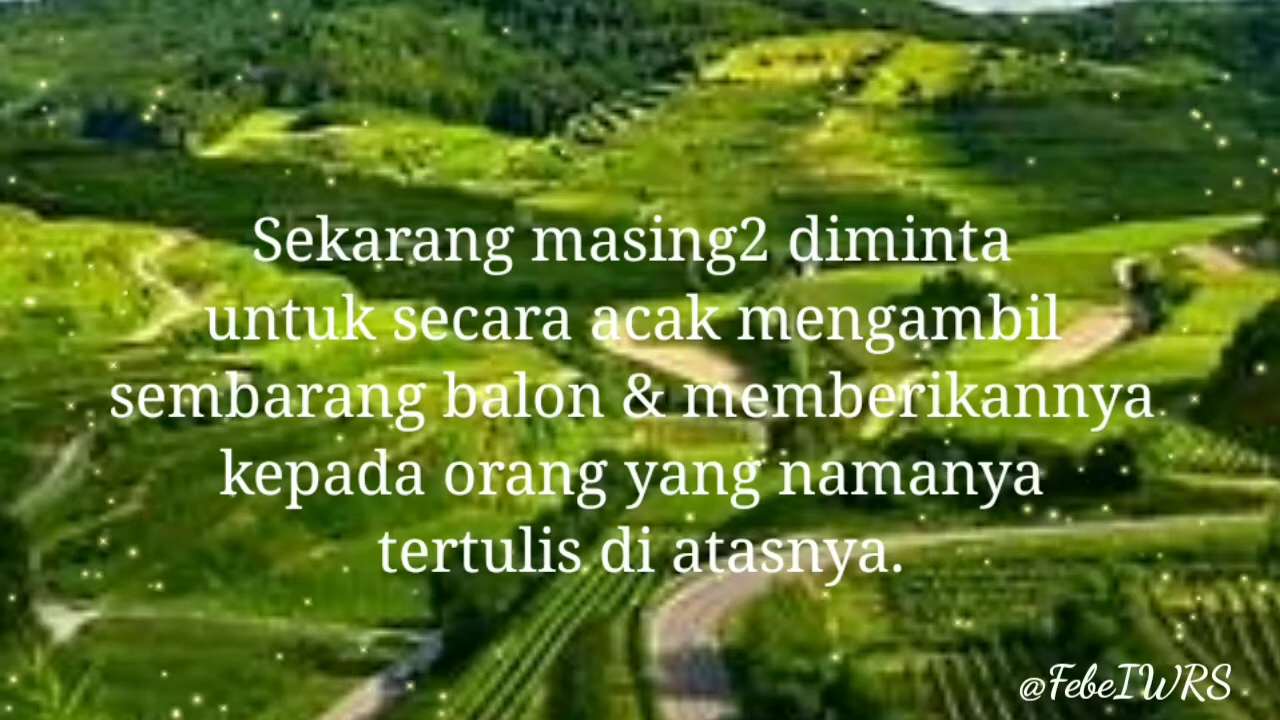 Sekarang masing2 diminta
untuk secara acak mengambil
sembarang balon & memberikannya
kepada orang yang namanya
tertulis di atasnya.
@FebeIWRS